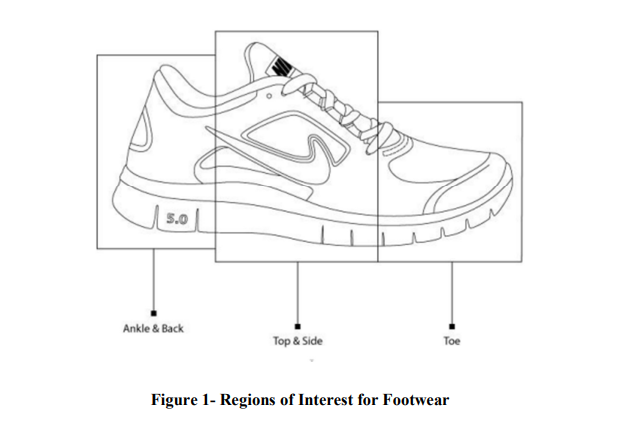 5.0
Ankle & Back
Top & Side
Toe
Figure 1- Regions of Interest for Footwear